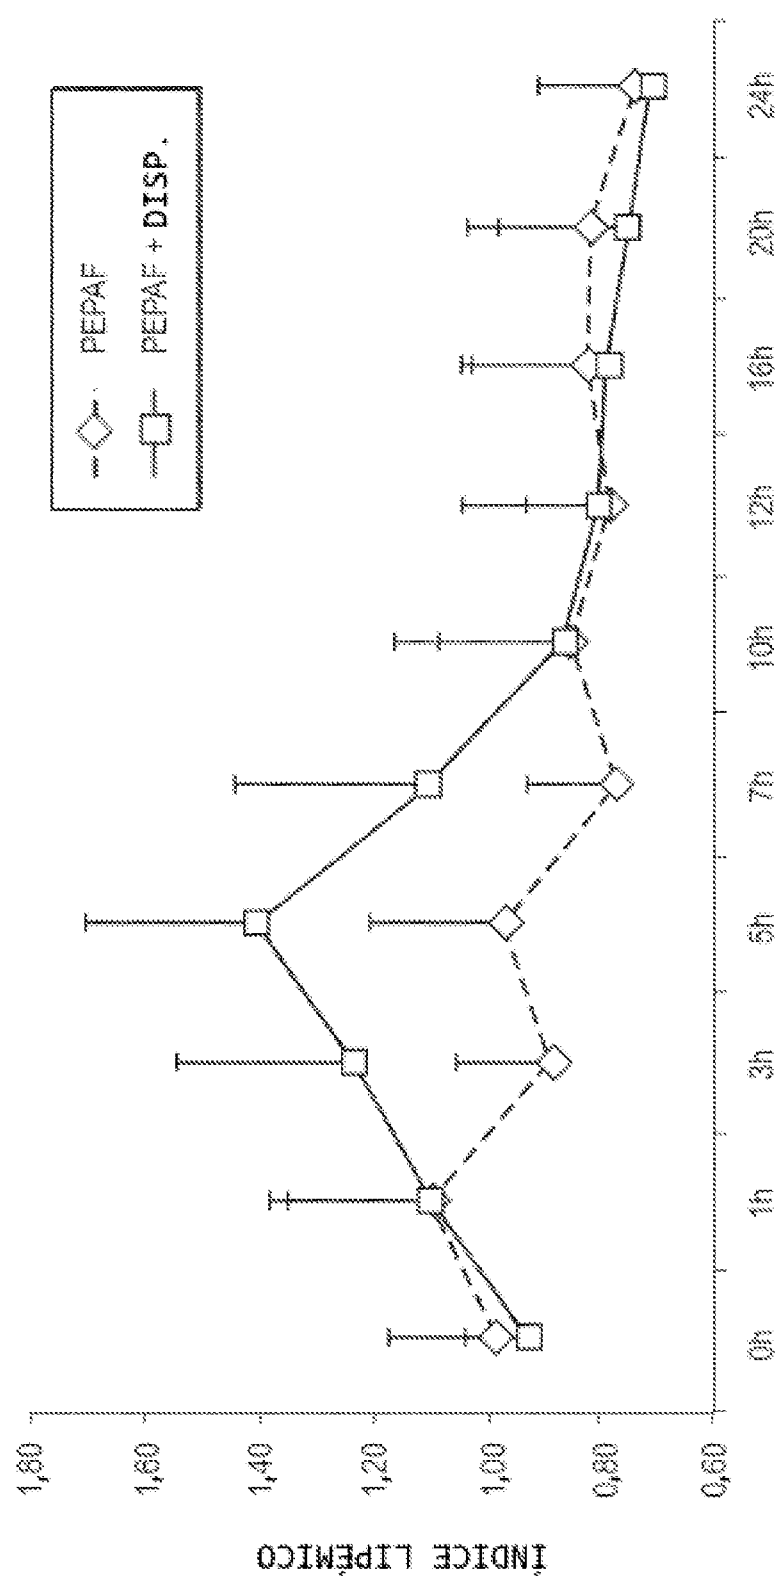 PEPAF
PEPAF + DISP.
ÍNDICE LIPÉMICO
1,80
1,60
1,40
1,20
1,00
0,80
0,60
0h
1h
3h
5h
7h
10h
12h
16h
20h
24h